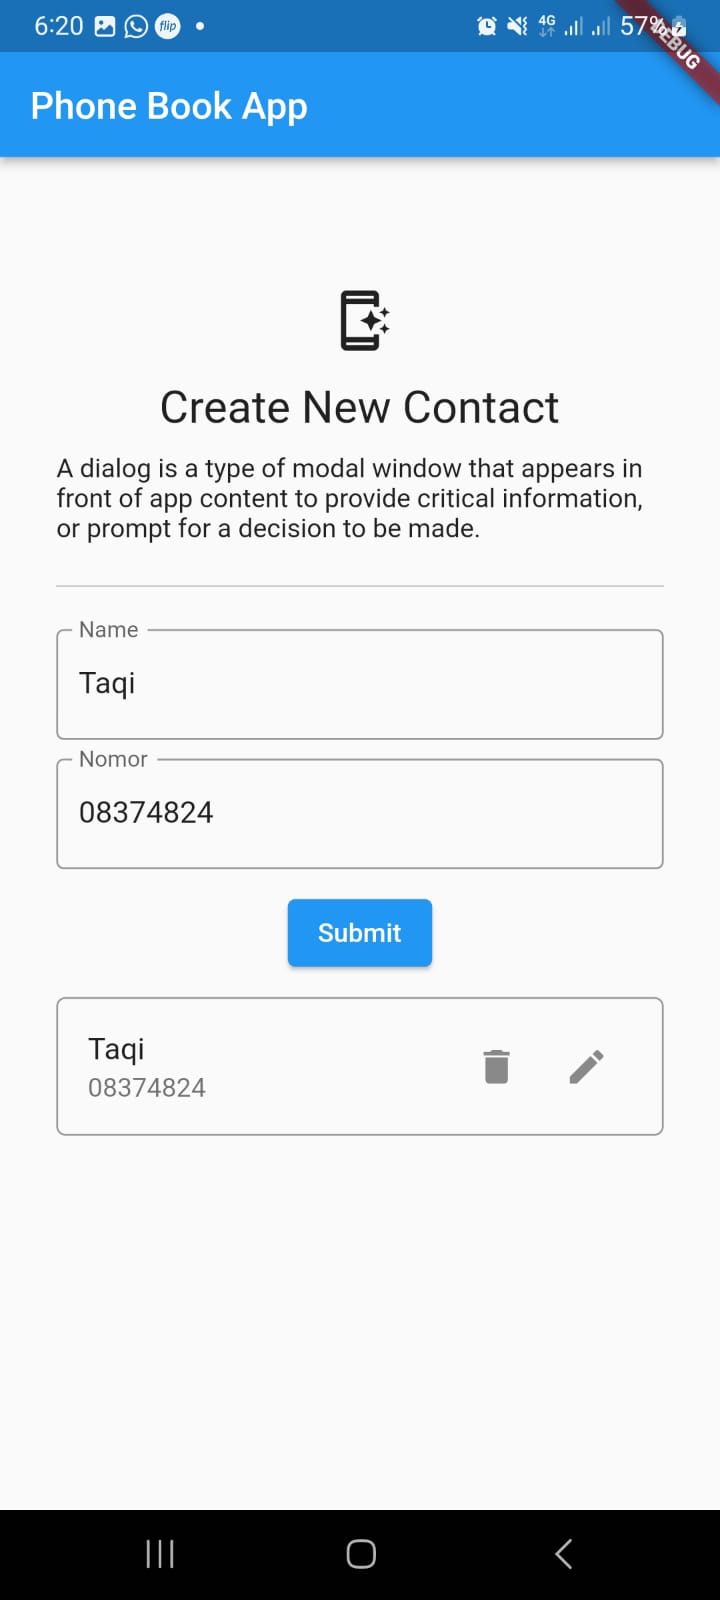 6:20 flip 4G 57%
DEBUG
Phone Book App
Create New Contact
A dialog is a type of modal window that appears in
front of app content to provide critical information,
or prompt for a decision to be made.
Name
Taqi
Nomor
08374824
Submit
Taqi
08374824